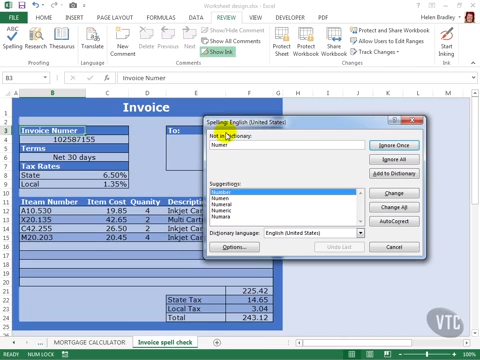 Worksheet design.xlsx - Excel
FILE HOME INSERT PAGE LAYOUT FORMULAS DATA REVIEW VIEW DEVELOPER PDF Helen Bradley
Spelling Research Thesaurus
Translate
New Comment
Delete Previous Next
Show/Hide Comment
Show All Comments
Show Ink
Protect Sheet
Protect Workbook
Share Workbook
Protect and Share Workbook
Allow Users to Edit Ranges
Track Changes
Start Inking
Proofing Language Comments Changes Ink
B3 Invoice Numer
A B C D E H I J K L M
Invoice
Invoice Numer To:
102587155
Terms
Net 30 days
Tax Rates
State 6.50%
Local 1.35%
Iteam Number Item Cost Quanity
A10.530 19.85 4 Inkjet Car
X20.135 42.65 2 Multi Cartr
C42.255 26.50 2 Inkjet Car
M20.203 20.45 4 Inkjet Car
225.42
State Tax 14.65
Local Tax 3.04
Total 243.12
Spelling: English (United States)
Not in Dictionary:
Numer
Ignore Once
Ignore All
Add to Dictionary
Suggestions:
Number
Numen
Numeral
Numeric
Numara
Change
Change All
AutoCorrect
Dictionary language: English (United States)
Options... Undo Last Cancel
MORTGAGE CALCULATOR Invoice spell check
READY NUM LOCK 100%
VTC